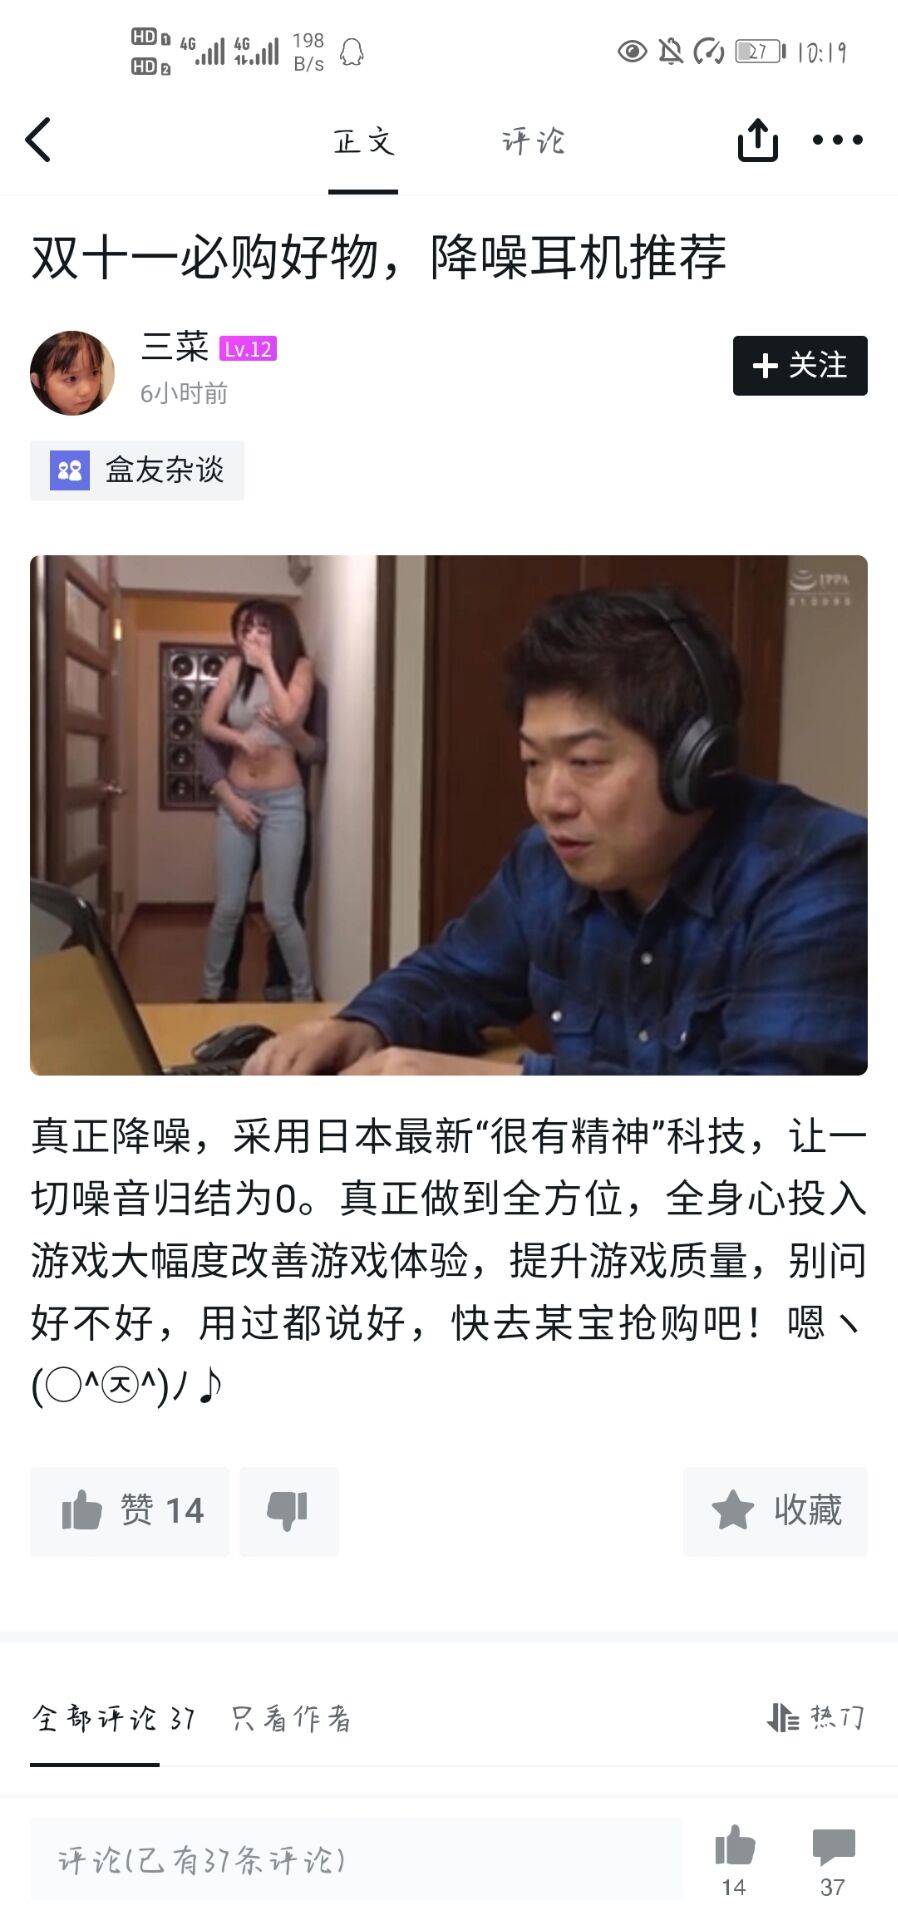 HD 1 4G 4G 198 27 10:19
HD 2 B/s
正文 评论
双十一必购好物，降噪耳机推荐
三菜 Lv.12
6小时前
关注
盒友杂谈
IPPA
真正降噪，采用日本最新“很有精神”科技，让一
切噪音归结为0。真正做到全方位，全身心投入
游戏大幅度改善游戏体验，提升游戏质量，别问
好不好，用过都说好，快去某宝抢购吧！嗯ヽ
(○^㉨^)ﾉ♪
赞 14
收藏
全部评论 37 只看作者 热门
评论(已有37条评论)
14 37